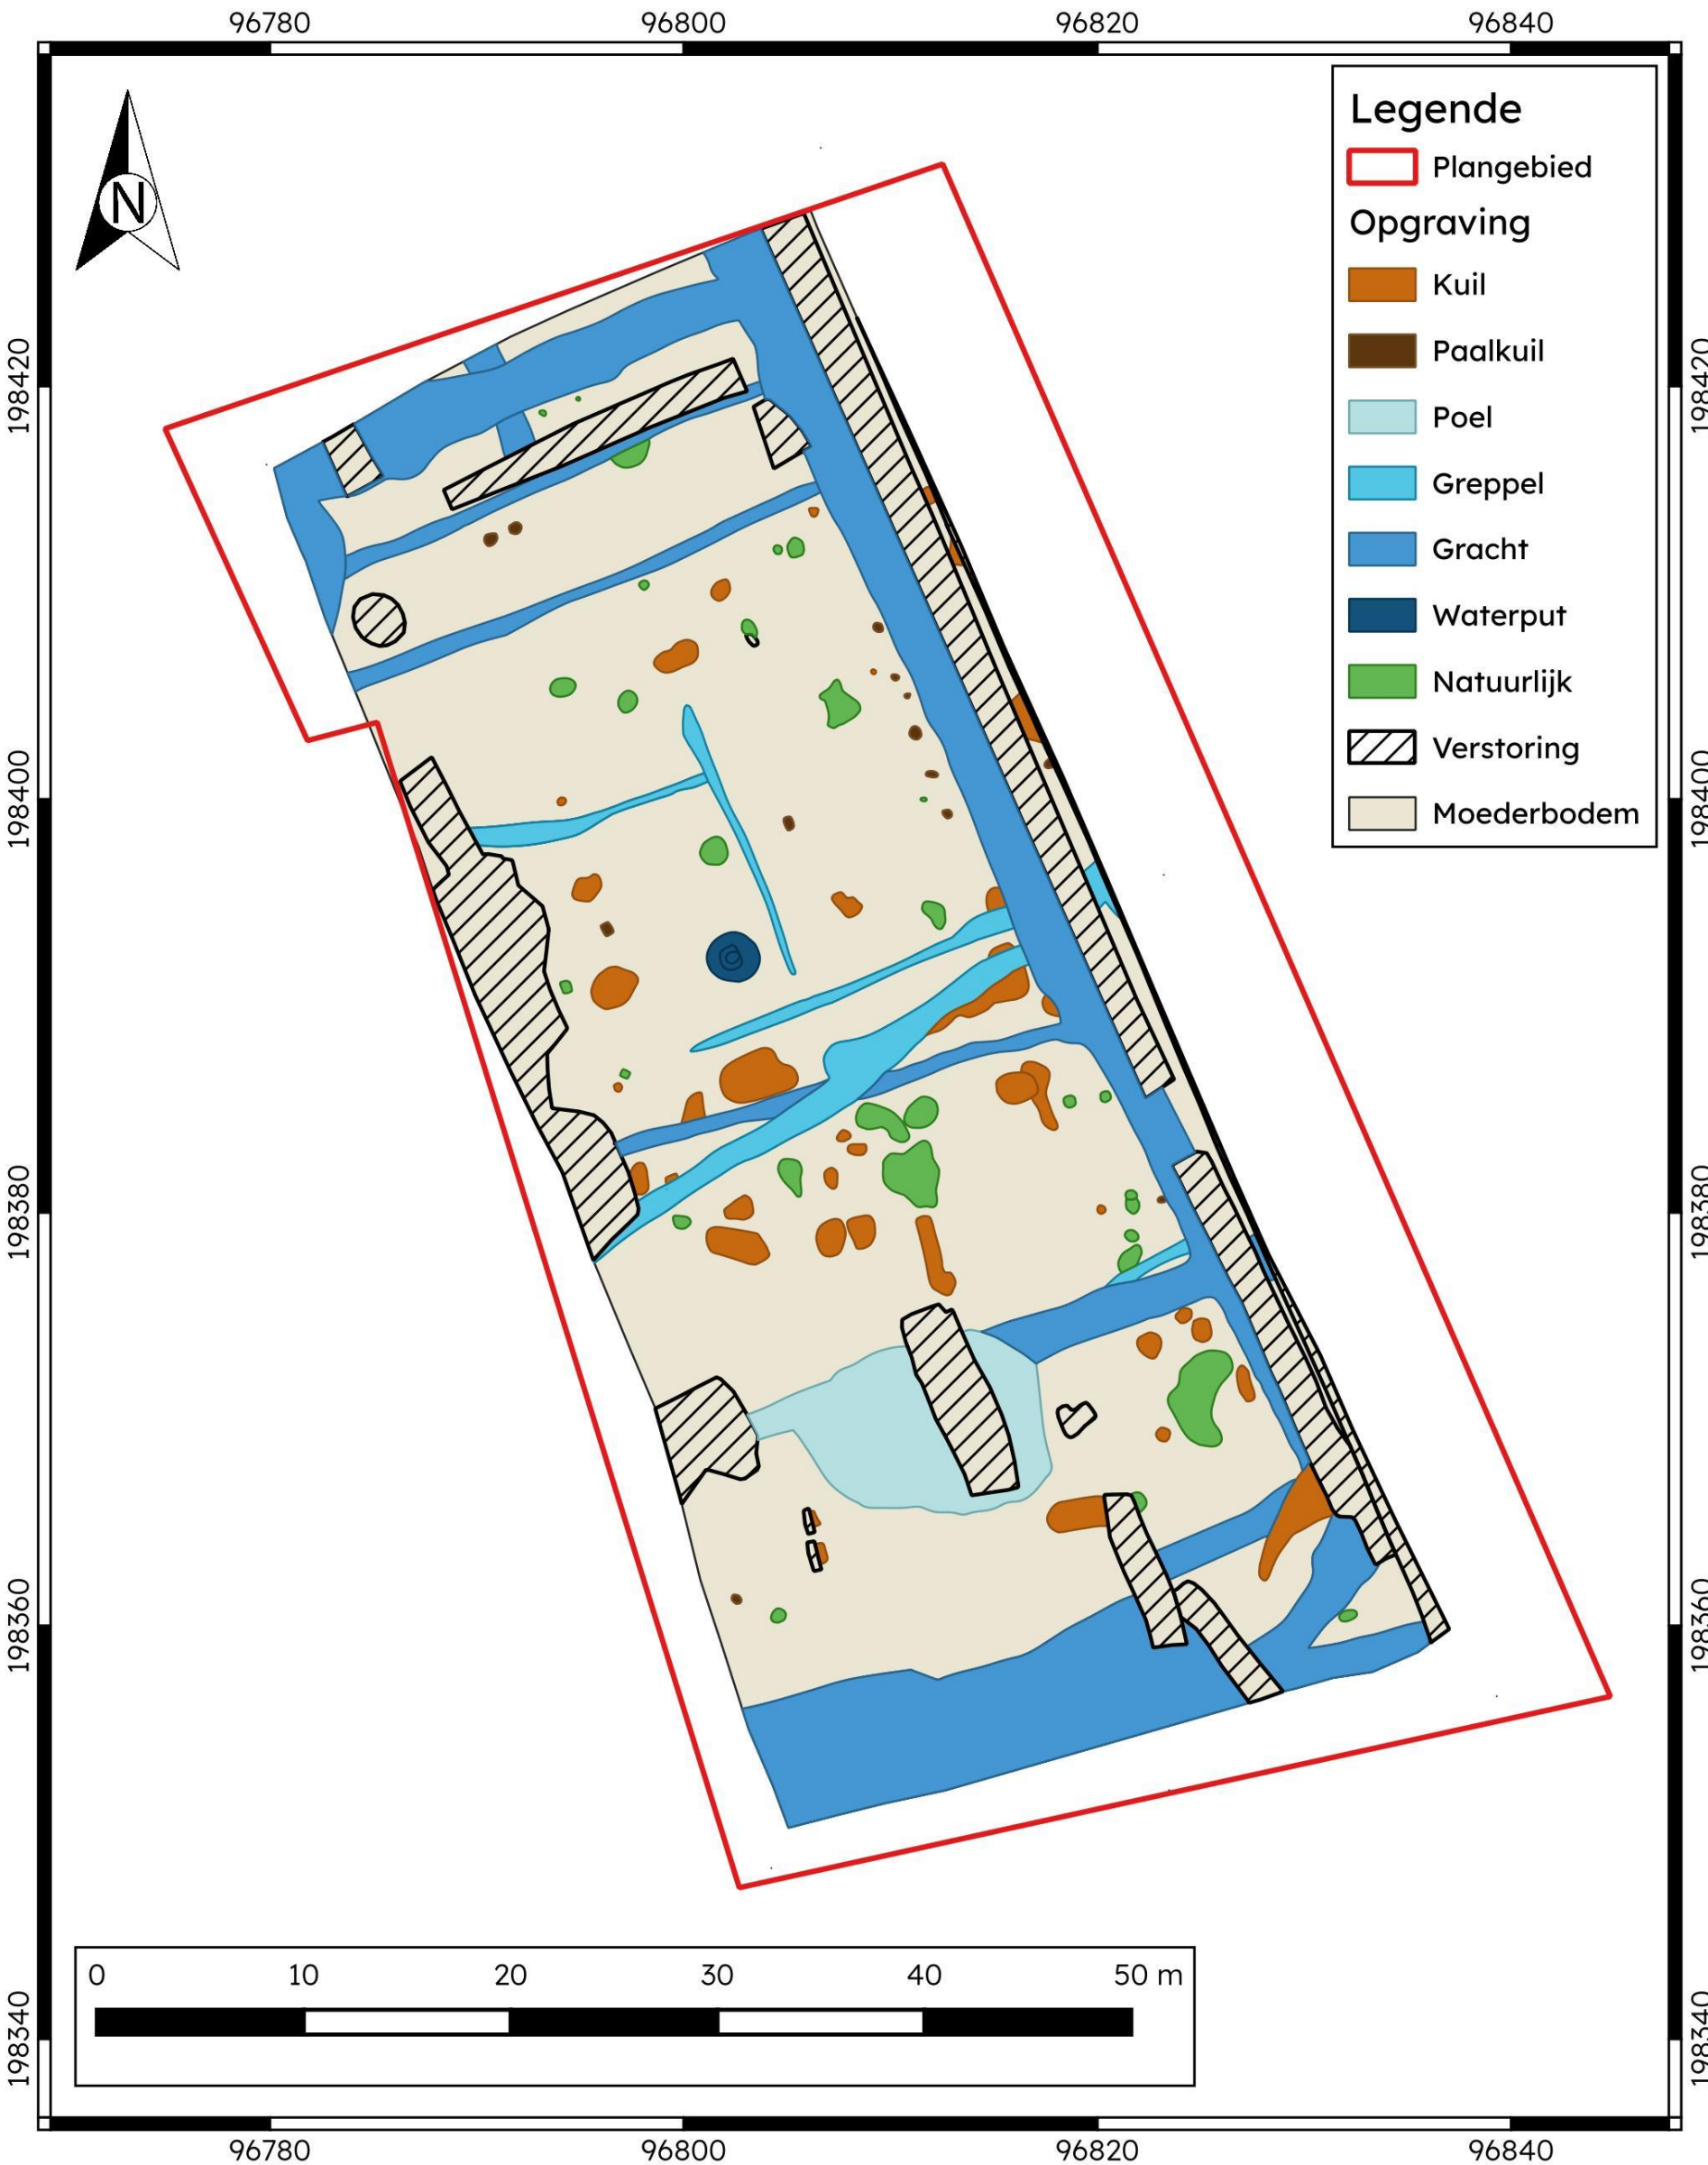 96780 96800 96820 96840
Legende
Plangebied
Opgraving
Kuil
Paalkuil
Poel
Greppel
Gracht
Waterput
Natuurlijk
Verstoring
Moederbodem
N
198420 198420
198400 198400
198380 198380
198360 198360
198340 198340
0 10 20 30 40 50 m
96780 96800 96820 96840